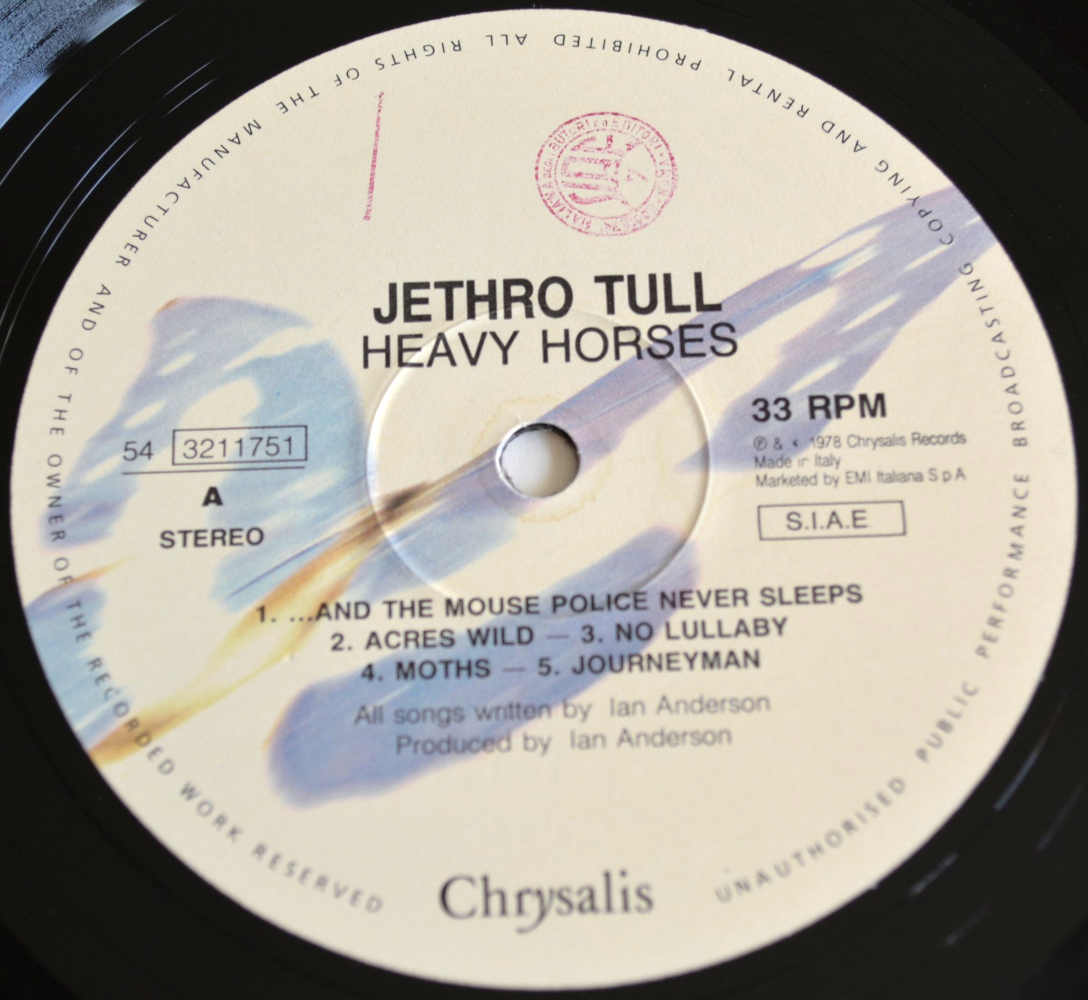 ALL RIGHTS OF THE MANUFACTURER AND OF THE OWNER OF THE RECORDED WORK RESERVED
UNAUTHORISED PUBLIC PERFORMANCE BROADCASTING COPYING AND RENTAL PROHIBITED
JETHRO TULL
HEAVY HORSES
54 3211751
A
STEREO
33 RPM
℗ & 1978 Chrysalis Records
Made in Italy
Marketed by EMI Italiana S p A
S.I.A.E
1. ...AND THE MOUSE POLICE NEVER SLEEPS
2. ACRES WILD — 3. NO LULLABY
4. MOTHS — 5. JOURNEYMAN
All songs written by Ian Anderson
Produced by Ian Anderson
Chrysalis